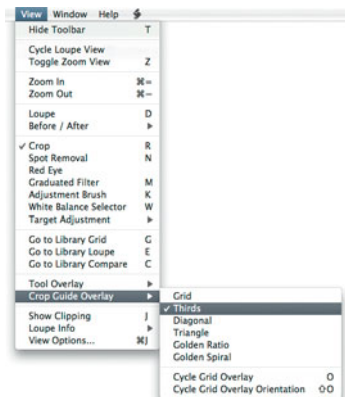 View Window Help
Hide Toolbar T
Cycle Loupe View
Toggle Zoom View Z
Zoom In ⌘=
Zoom Out ⌘−
Loupe D
Before / After ▶
✓ Crop R
Spot Removal N
Red Eye
Graduated Filter M
Adjustment Brush K
White Balance Selector W
Target Adjustment ▶
Go to Library Grid G
Go to Library Loupe E
Go to Library Compare C
Tool Overlay ▶
Crop Guide Overlay ▶
Show Clipping J
Loupe Info ▶
View Options... ⌘J
Grid
✓ Thirds
Diagonal
Triangle
Golden Ratio
Golden Spiral
Cycle Grid Overlay O
Cycle Grid Overlay Orientation ⇧O